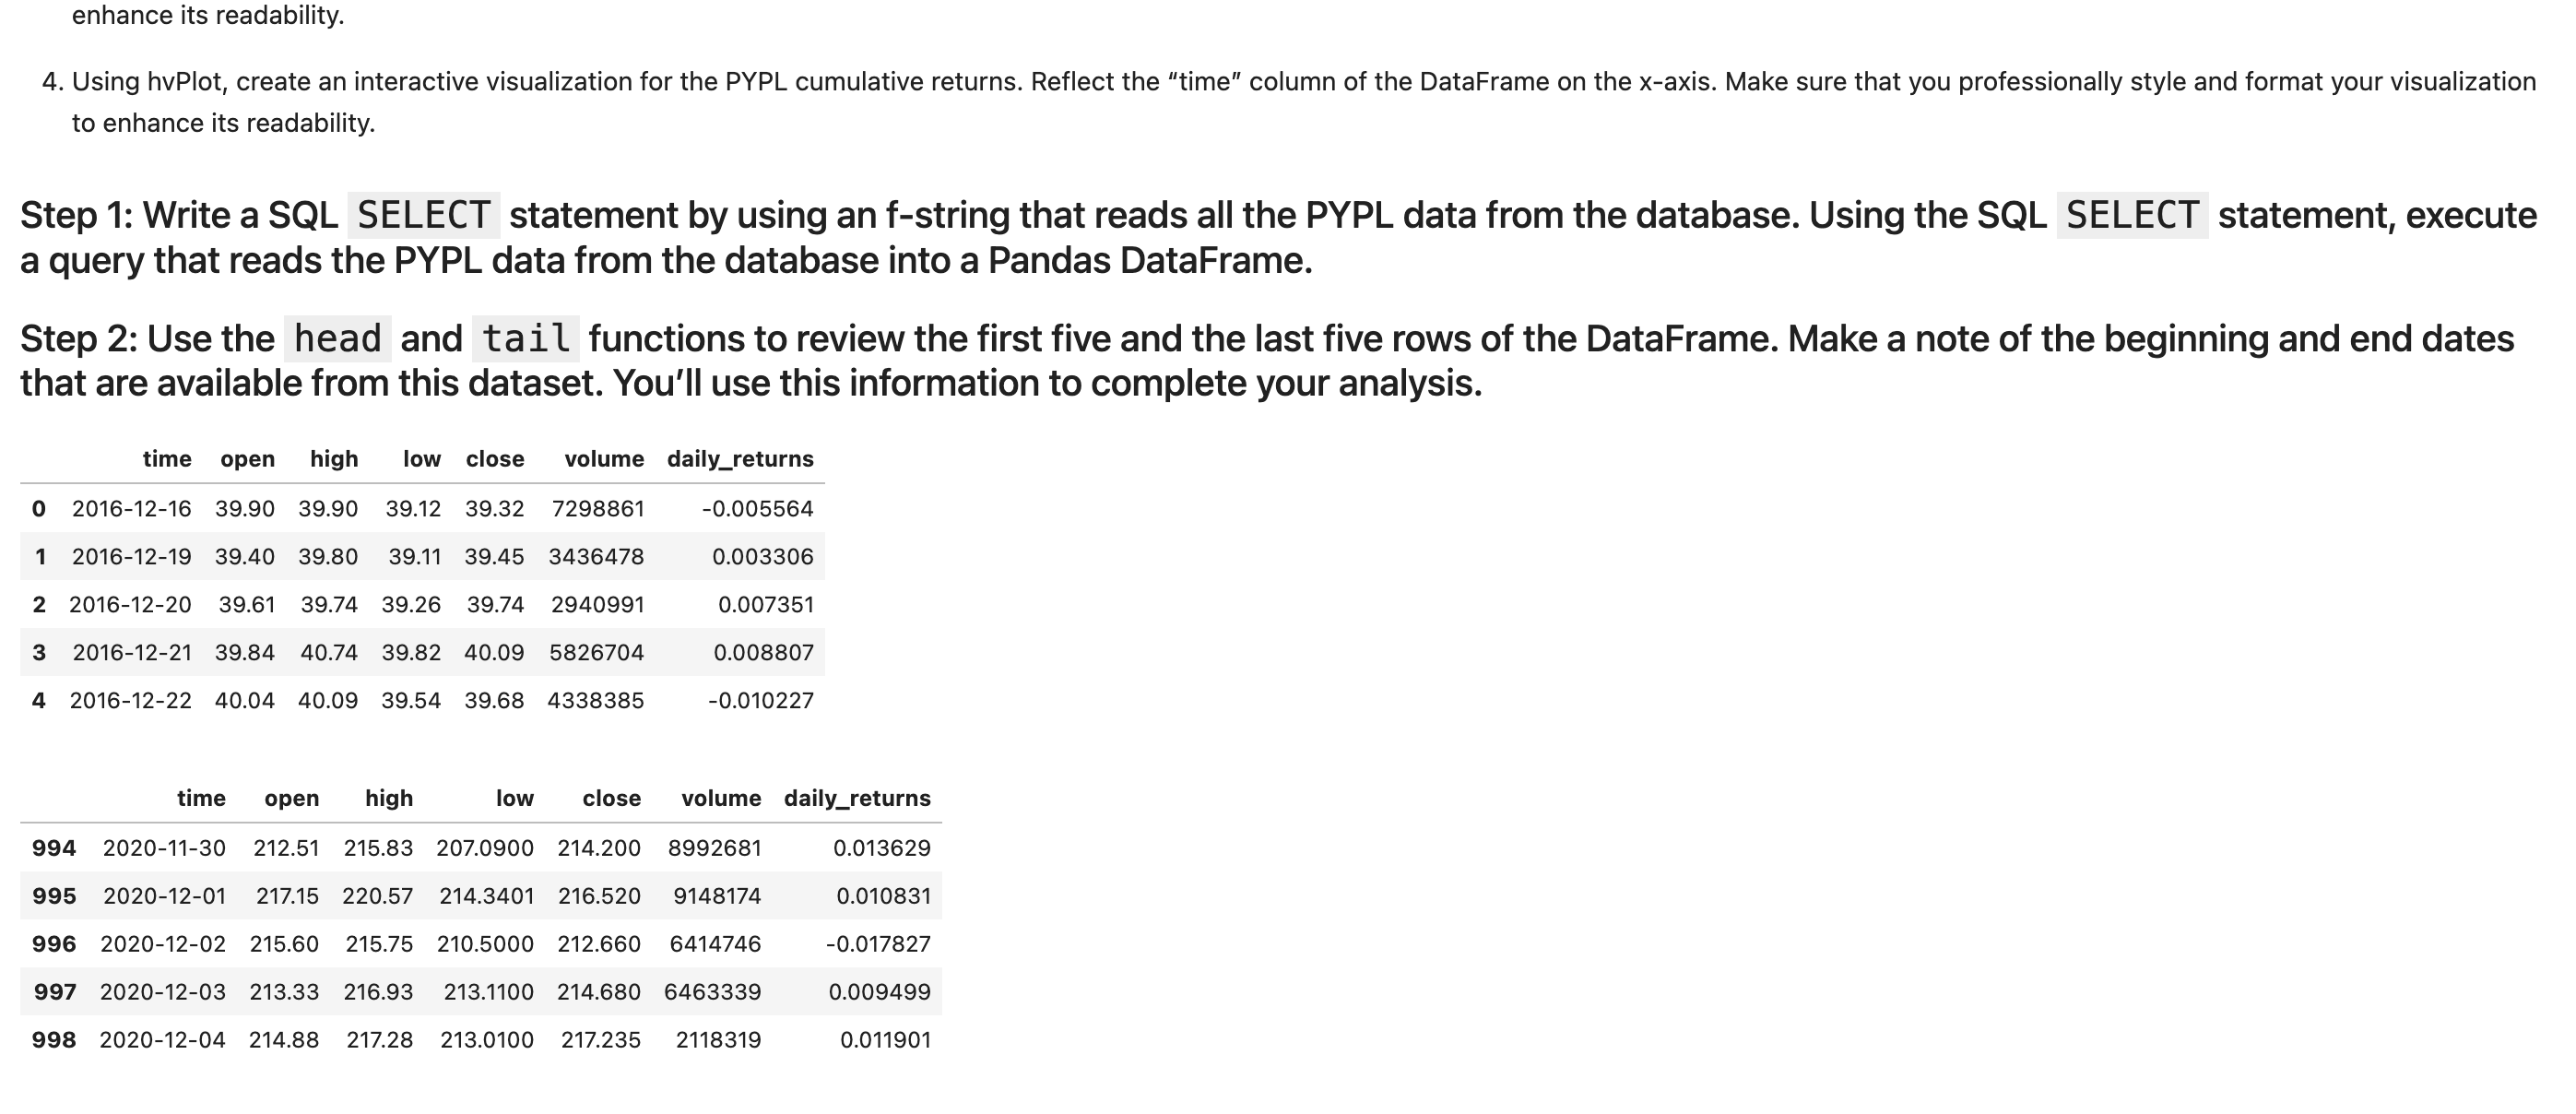 enhance its readability.
4. Using hvPlot, create an interactive visualization for the PYPL cumulative returns. Reflect the “time” column of the DataFrame on the x-axis. Make sure that you professionally style and format your visualization
to enhance its readability.
Step 1: Write a SQL SELECT statement by using an f-string that reads all the PYPL data from the database. Using the SQL SELECT statement, execute
a query that reads the PYPL data from the database into a Pandas DataFrame.
Step 2: Use the head and tail functions to review the first five and the last five rows of the DataFrame. Make a note of the beginning and end dates
that are available from this dataset. You’ll use this information to complete your analysis.
time open high low close volume daily_returns
0 2016-12-16 39.90 39.90 39.12 39.32 7298861 -0.005564
1 2016-12-19 39.40 39.80 39.11 39.45 3436478 0.003306
2 2016-12-20 39.61 39.74 39.26 39.74 2940991 0.007351
3 2016-12-21 39.84 40.74 39.82 40.09 5826704 0.008807
4 2016-12-22 40.04 40.09 39.54 39.68 4338385 -0.010227
time open high low close volume daily_returns
994 2020-11-30 212.51 215.83 207.0900 214.200 8992681 0.013629
995 2020-12-01 217.15 220.57 214.3401 216.520 9148174 0.010831
996 2020-12-02 215.60 215.75 210.5000 212.660 6414746 -0.017827
997 2020-12-03 213.33 216.93 213.1100 214.680 6463339 0.009499
998 2020-12-04 214.88 217.28 213.0100 217.235 2118319 0.011901